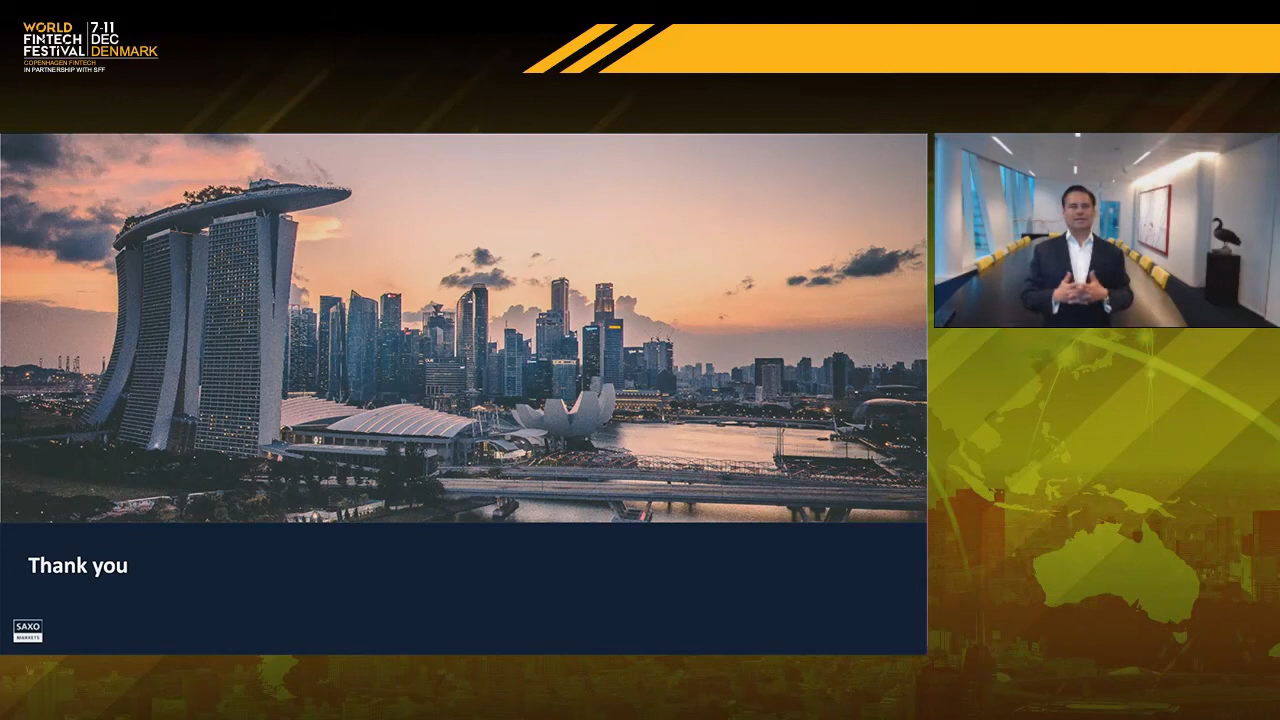 WORLD
FiNTECH
FESTiVAL
7-11
DEC
DENMARK
COPENHAGEN FINTECH
IN PARTNERSHIP WITH SFF
Thank you
SAXO
MARKETS